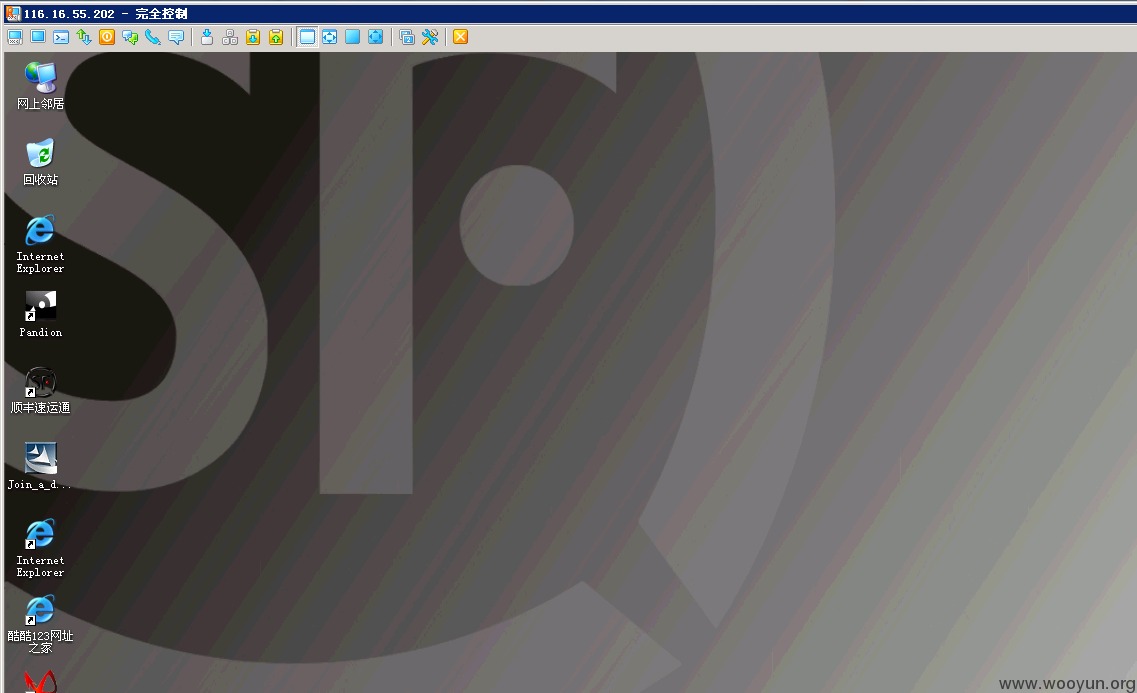 116.16.55.202 - 完全控制
网上邻居
回收站
Internet
Explorer
Pandion
顺丰速运通
Join_a_d...
Internet
Explorer
酷酷123网址
之家
www.wooyun.org